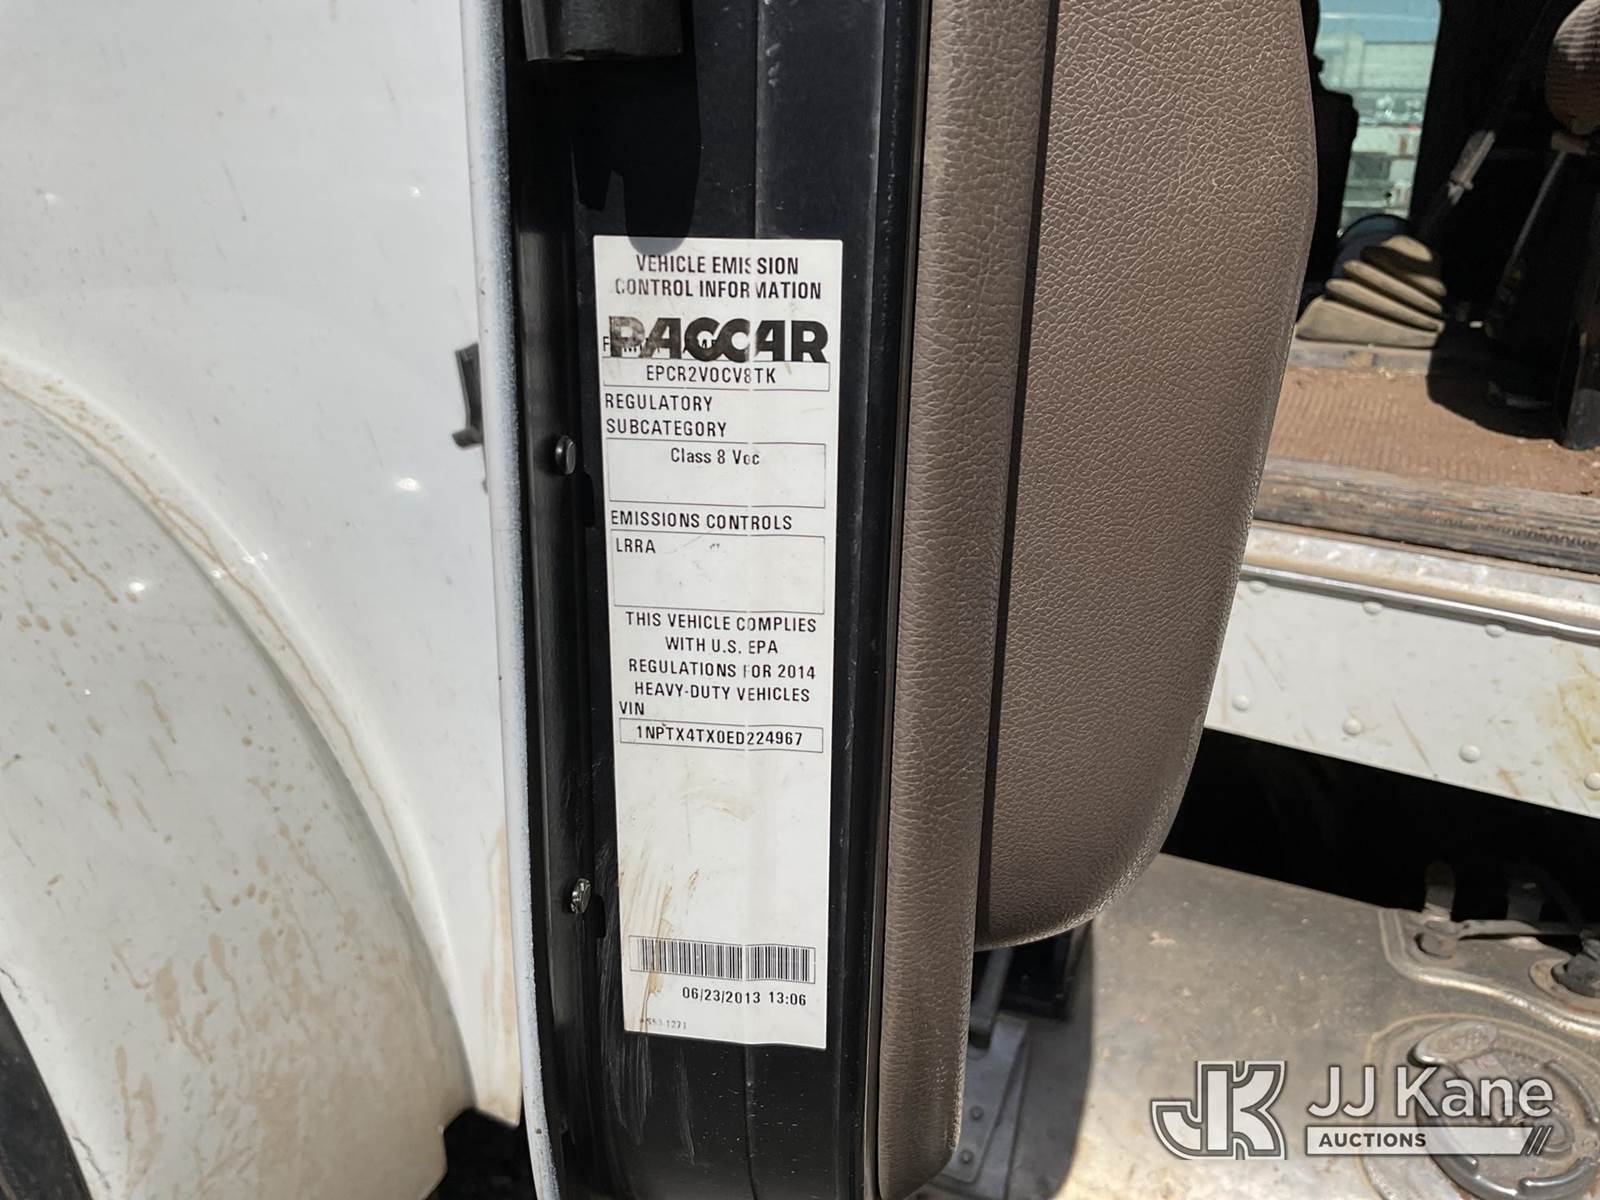 VEHICLE EMISSION
CONTROL INFORMATION
PACCAR
EPCR2VOCV8TK
REGULATORY
SUBCATEGORY
Class 8 Voc
EMISSIONS CONTROLS
LRRA
THIS VEHICLE COMPLIES
WITH U.S. EPA
REGULATIONS FOR 2014
HEAVY-DUTY VEHICLES
VIN
1NPTX4TX0ED224967
06/23/2013 13:06
JK JJ Kane
AUCTIONS